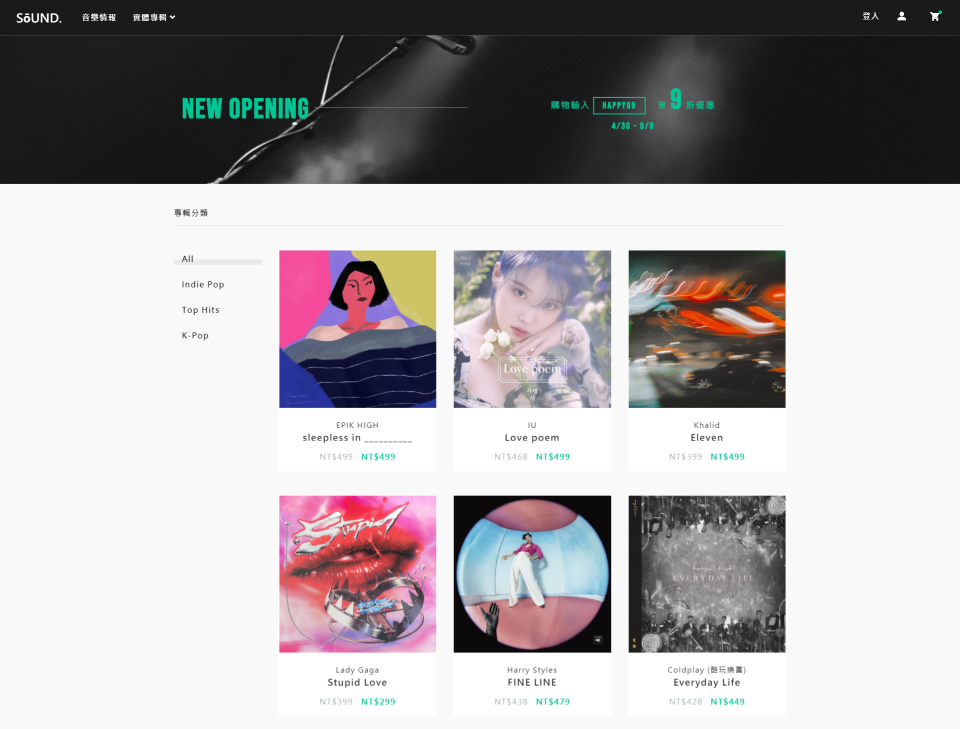 SōUND.
音樂情報
實體專輯
登入
NEW OPENING
購物輸入 HAPPY99 享 9 折優惠
4/30 - 9/9
專輯分類
All
Indie Pop
Top Hits
K-Pop
EPIK HIGH
sleepless in __________
NT$499 NT$499
Love poem
IU
Love poem
NT$468 NT$499
Khalid
Eleven
NT$399 NT$499
Stupid
Lady Gaga
Stupid Love
NT$399 NT$299
Harry Styles
FINE LINE
NT$438 NT$479
EVERYDAY LIFE
Coldplay (酷玩樂團)
Everyday Life
NT$428 NT$449